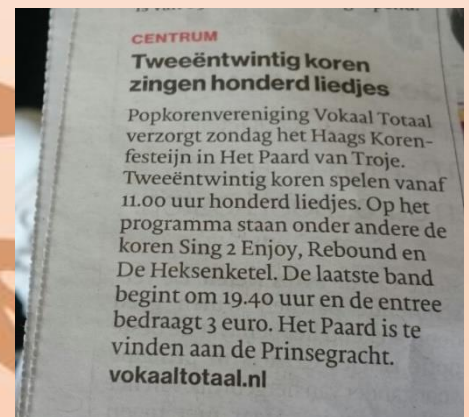 CENTRUM
Tweeëntwintig koren
zingen honderd liedjes
Popkorenvereniging Vokaal Totaal
verzorgt zondag het Haags Koren-
festeijn in Het Paard van Troje.
Tweeëntwintig koren spelen vanaf
11.00 uur honderd liedjes. Op het
programma staan onder andere de
koren Sing 2 Enjoy, Rebound en
De Heksenketel. De laatste band
begint om 19.40 uur en de entree
bedraagt 3 euro. Het Paard is te
vinden aan de Prinsegracht.
vokaaltotaal.nl